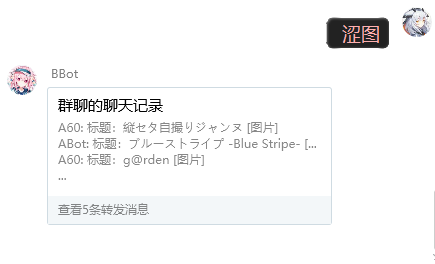 涩图
BBot
群聊的聊天记录
A60: 标题：縦セタ自撮りジャンヌ [图片]
ABot: 标题：ブルーストライプ -Blue Stripe- [...
A60: 标题：g@rden [图片]
...
查看5条转发消息